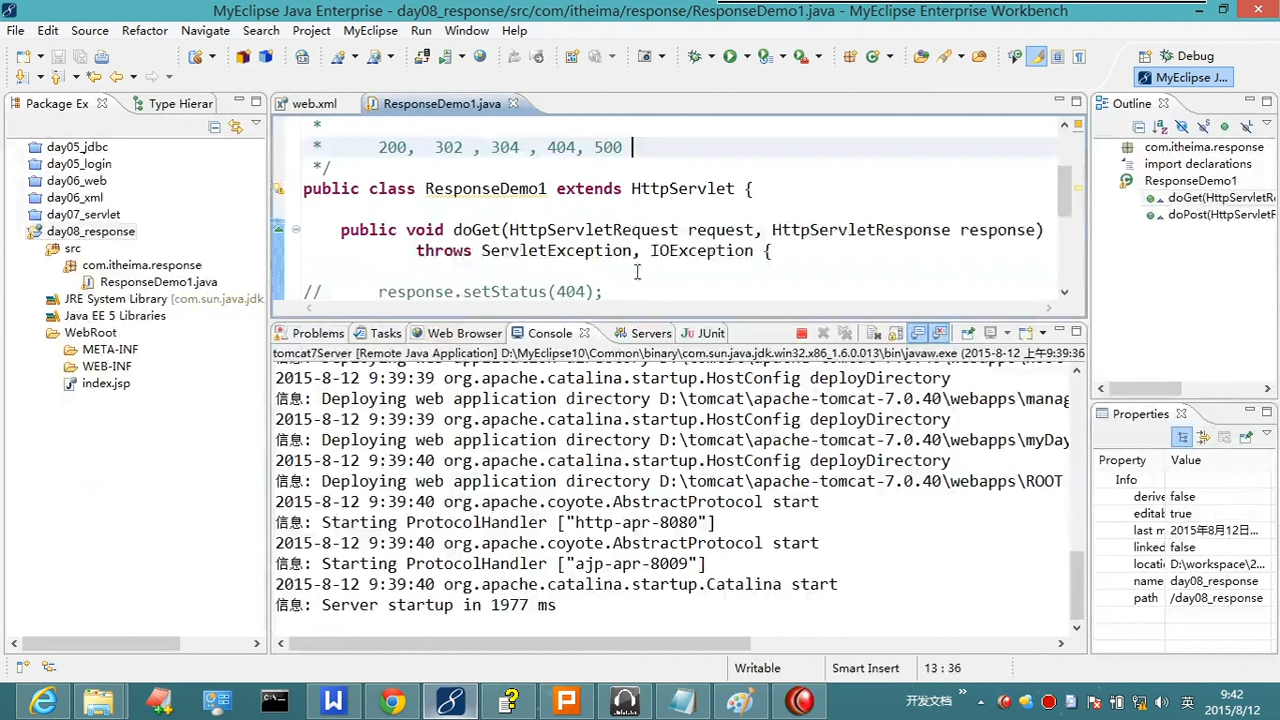 MyEclipse Java Enterprise - day08_response/src/com/itheima/response/ResponseDemo1.java - MyEclipse Enterprise Workbench
File Edit Source Refactor Navigate Search Project MyEclipse Run Window Help
Debug
MyEclipse J...
Package Ex
Type Hierar
web.xml
ResponseDemo1.java
Outline
day05_jdbc
day05_login
day06_web
day06_xml
day07_servlet
day08_response
src
com.itheima.response
ResponseDemo1.java
JRE System Library (com.sun.java.jdk
Java EE 5 Libraries
WebRoot
META-INF
WEB-INF
index.jsp
*
* 200, 302 , 304 , 404, 500
*/
public class ResponseDemo1 extends HttpServlet {
public void doGet(HttpServletRequest request, HttpServletResponse response)
throws ServletException, IOException {
// response.setStatus(404);
com.itheima.response
import declarations
ResponseDemo1
doGet(HttpServletR
doPost(HttpServlet
Problems Tasks Web Browser Console Servers JUnit
tomcat7Server [Remote Java Application] D:\MyEclipse10\Common\binary\com.sun.java.jdk.win32.x86_1.6.0.013\bin\javaw.exe (2015-8-12 上午9:39:36
2015-8-12 9:39:39 org.apache.catalina.startup.HostConfig deployDirectory
信息: Deploying web application directory D:\tomcat\apache-tomcat-7.0.40\webapps\manag
2015-8-12 9:39:39 org.apache.catalina.startup.HostConfig deployDirectory
信息: Deploying web application directory D:\tomcat\apache-tomcat-7.0.40\webapps\myDay
2015-8-12 9:39:40 org.apache.catalina.startup.HostConfig deployDirectory
信息: Deploying web application directory D:\tomcat\apache-tomcat-7.0.40\webapps\ROOT
2015-8-12 9:39:40 org.apache.coyote.AbstractProtocol start
信息: Starting ProtocolHandler ["http-apr-8080"]
2015-8-12 9:39:40 org.apache.coyote.AbstractProtocol start
信息: Starting ProtocolHandler ["ajp-apr-8009"]
2015-8-12 9:39:40 org.apache.catalina.startup.Catalina start
信息: Server startup in 1977 ms
Properties
Property Value
Info
derive false
editab true
last m 2015年8月12日...
linked false
locatic D:\workspace\2...
name day08_response
path /day08_response
Writable
Smart Insert
13 : 36
开发文档
英
9:42
2015/8/12